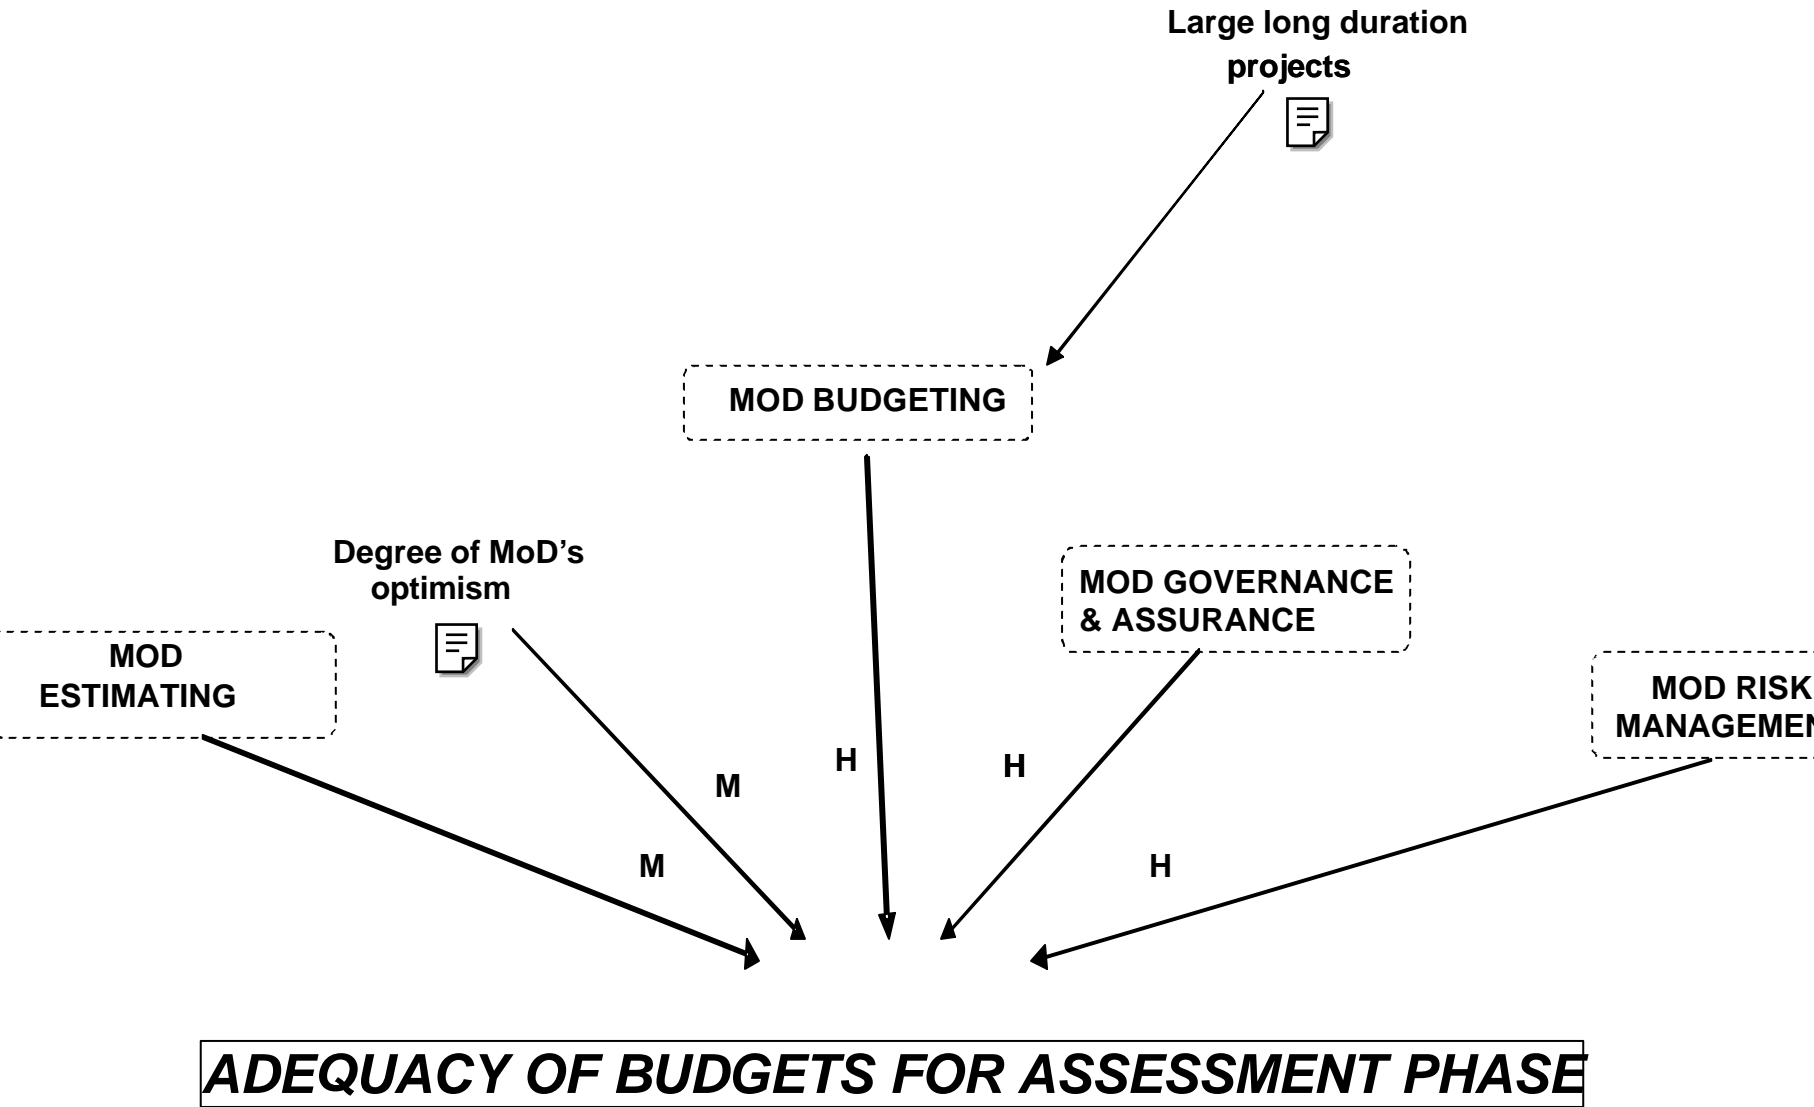 Large long duration
projects
MOD BUDGETING
Degree of MoD’s
optimism
MOD GOVERNANCE
& ASSURANCE
MOD
ESTIMATING
MOD RISK
MANAGEMEN
H
H
M
M
H
ADEQUACY OF BUDGETS FOR ASSESSMENT PHASE